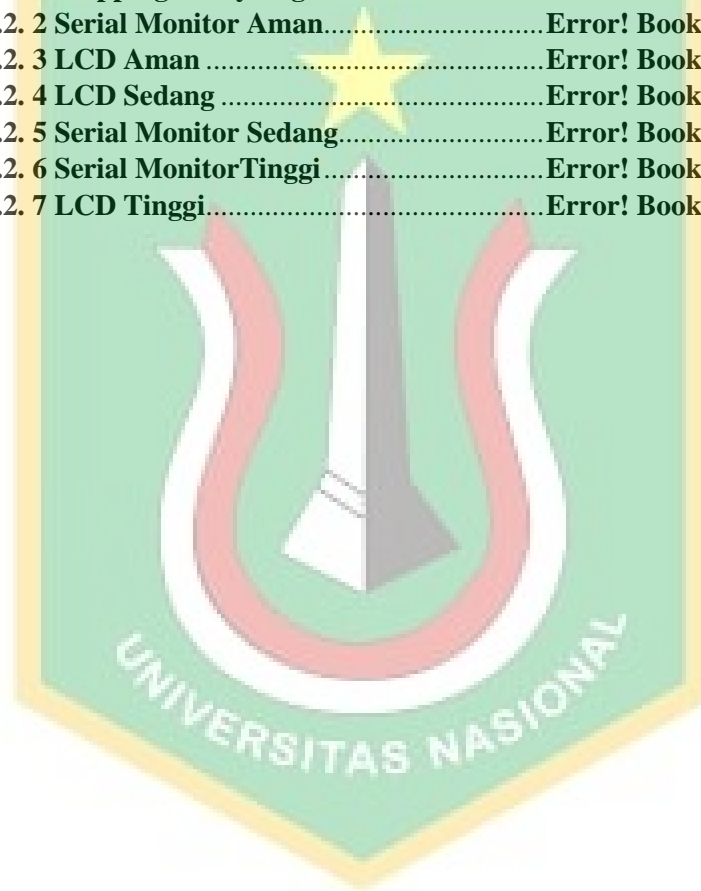 .2. 2 Serial Monitor Aman..............................Error! Book
.2. 3 LCD Aman.............................................Error! Book
.2. 4 LCD Sedang...........................................Error! Book
.2. 5 Serial Monitor Sedang............................Error! Book
.2. 6 Serial MonitorTinggi..............................Error! Book
.2. 7 LCD Tinggi.............................................Error! Book
UNIVERSITAS NASIONAL